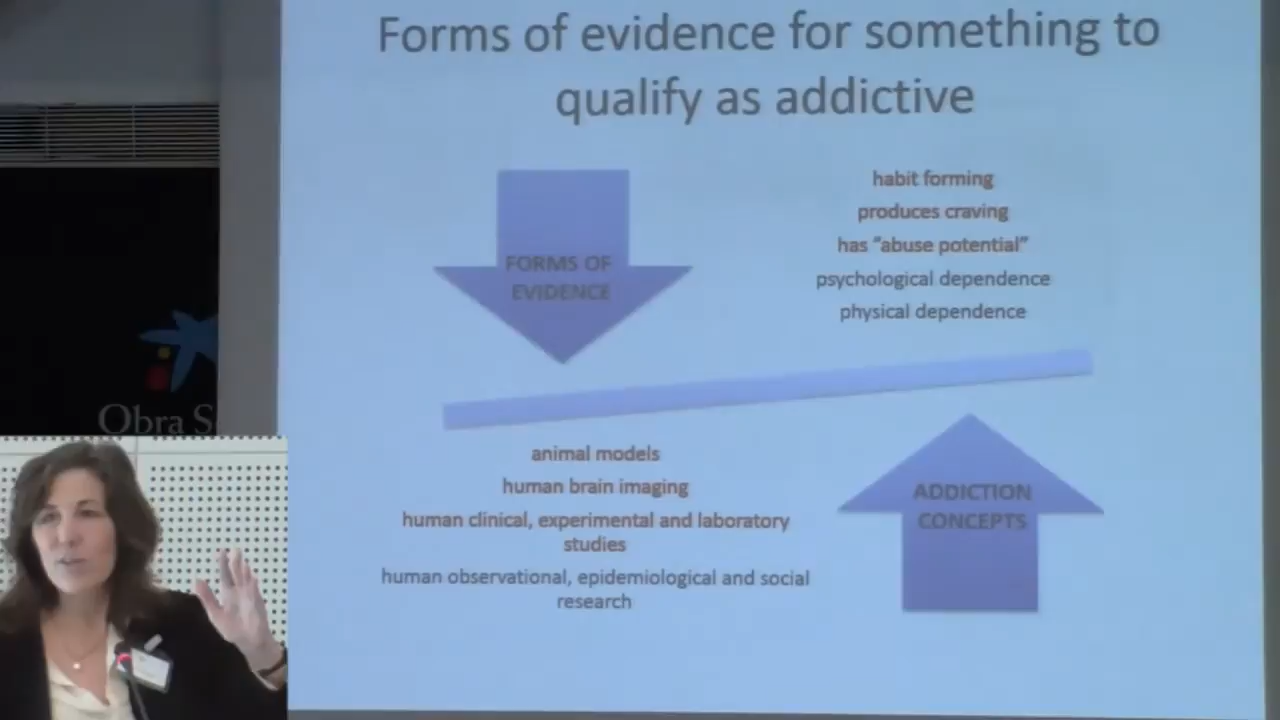 Forms of evidence for something to
qualify as addictive
FORMS OF
EVIDENCE
habit forming
produces craving
has “abuse potential”
psychological dependence
physical dependence
animal models
human brain imaging
human clinical, experimental and laboratory
studies
human observational, epidemiological and social
research
ADDICTION
CONCEPTS
Obra